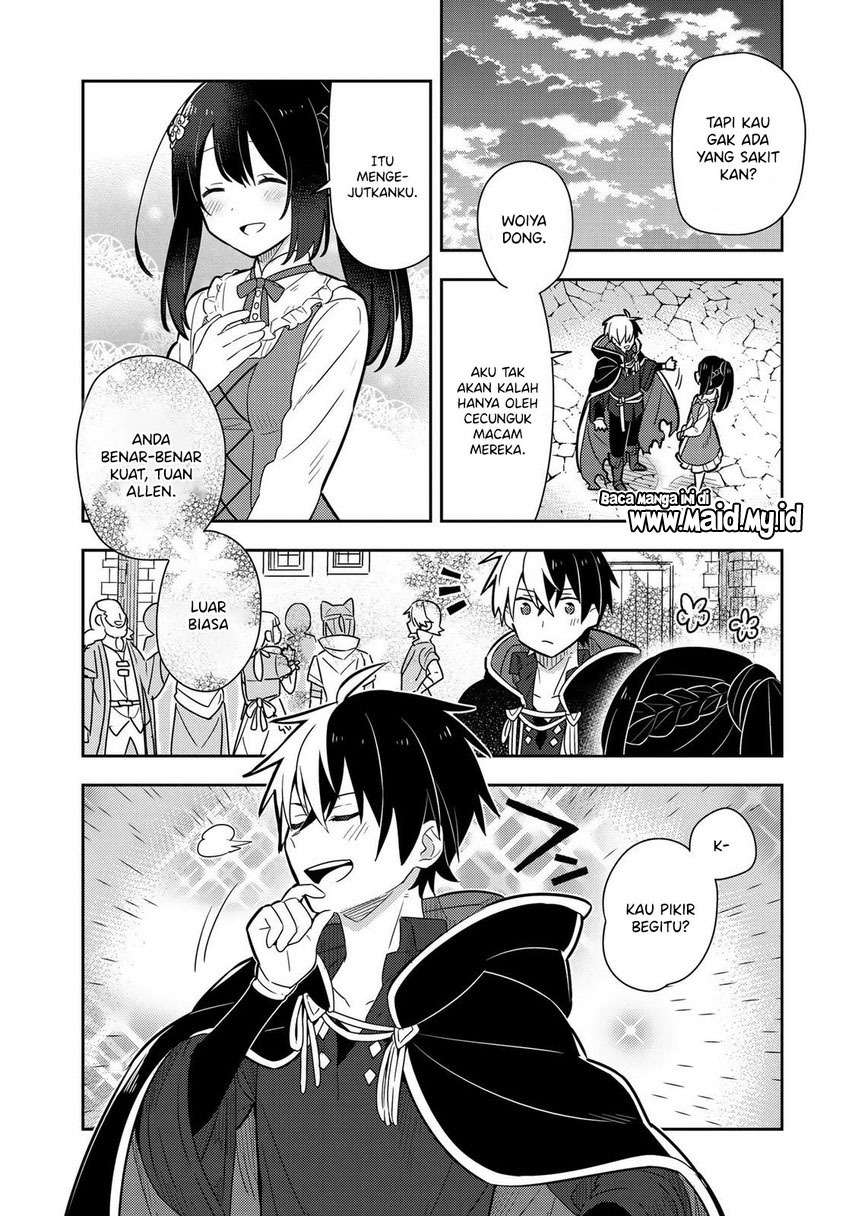 TAPI KAU
GAK ADA
YANG SAKIT
KAN?
WOIYA
DONG.
AKU TAK
AKAN KALAH
HANYA OLEH
CECUNGUK
MACAM
MEREKA.
ITU
MENGE-
JUTKANKU.
ANDA
BENAR-BENAR
KUAT, TUAN
ALLEN.
Baca Manga ini di
www.Maid.My.id
LUAR
BIASA
K-
KAU PIKIR
BEGITU?